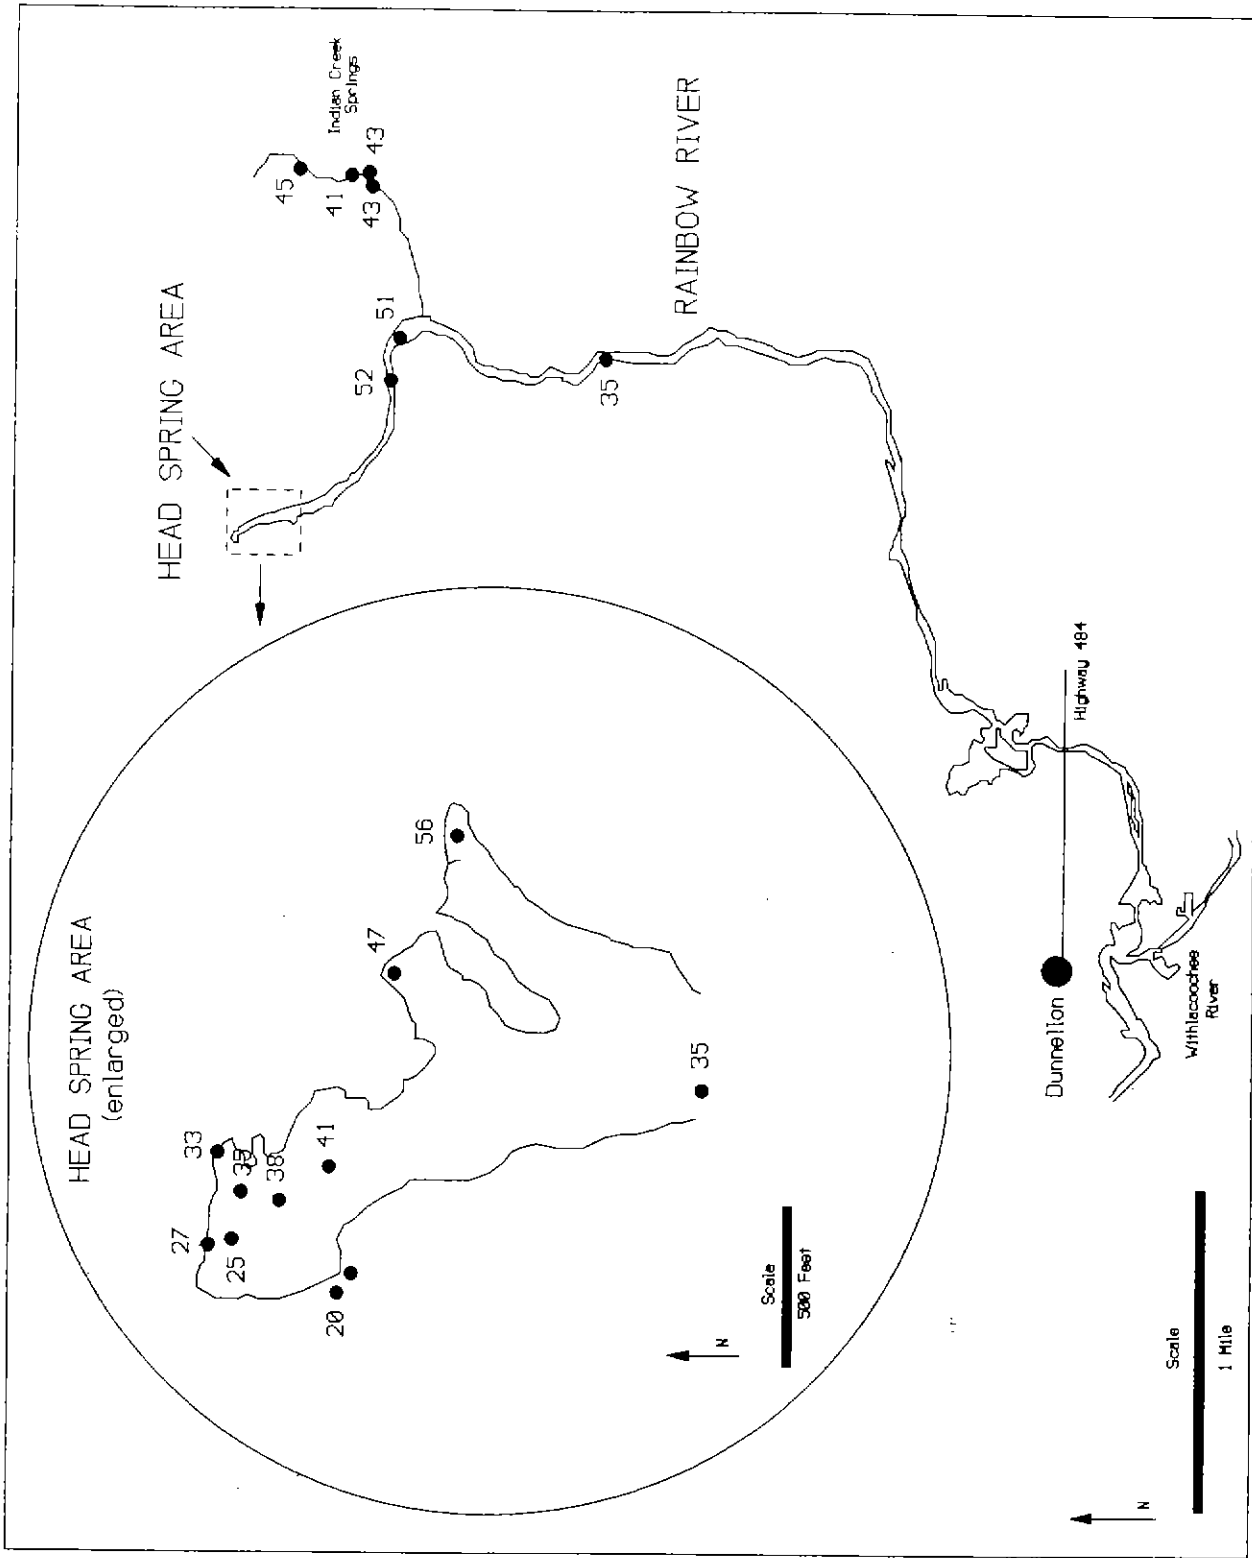 HEAD SPRING AREA
(enlarged)
27
33
25
35
38
41
20
47
56
35
Scale
500 Feet
N
HEAD SPRING AREA
Indian Creek
Springs
45
41
43
43
52
51
35
RAINBOW RIVER
Highway 484
Dunnellon
Withlacoochee
River
Scale
1 Mile
N